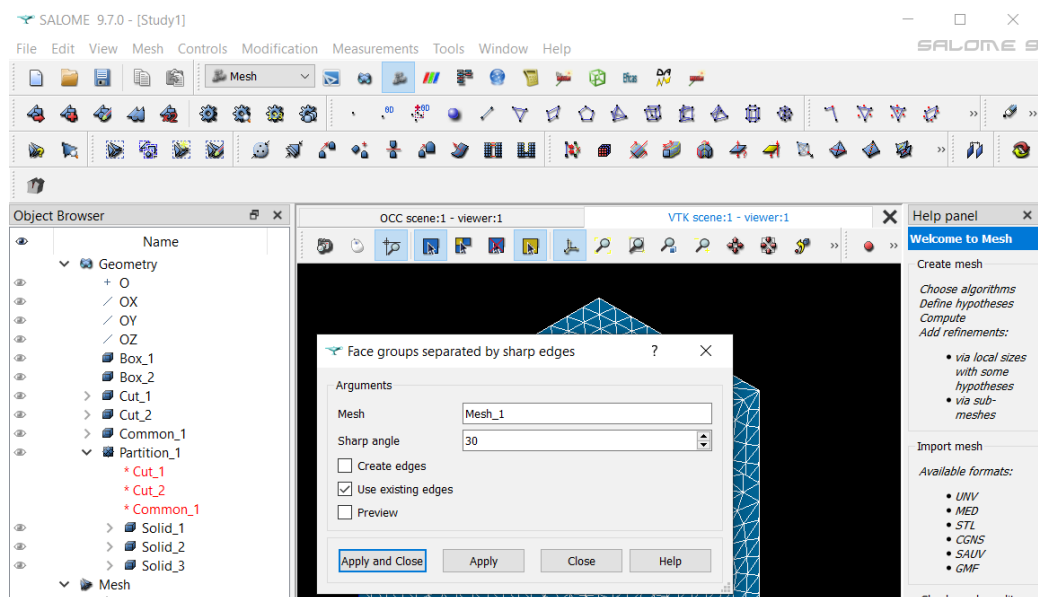 SALOME 9.7.0 - [Study1]
File Edit View Mesh Controls Modification Measurements Tools Window Help
SALOME 9
Mesh
Object Browser
OCC scene:1 - viewer:1
VTK scene:1 - viewer:1
Help panel
Name
Welcome to Mesh
Geometry
O
OX
OY
OZ
Box_1
Box_2
Cut_1
Cut_2
Common_1
Partition_1
* Cut_1
* Cut_2
* Common_1
Solid_1
Solid_2
Solid_3
Mesh
Face groups separated by sharp edges
Arguments
Mesh
Mesh_1
Sharp angle
30
Create edges
Use existing edges
Preview
Apply and Close
Apply
Close
Help
Create mesh
Choose algorithms
Define hypotheses
Compute
Add refinements:
• via local sizes
with some
hypotheses
• via sub-
meshes
Import mesh
Available formats:
• UNV
• MED
• STL
• CGNS
• SAUV
• GMF